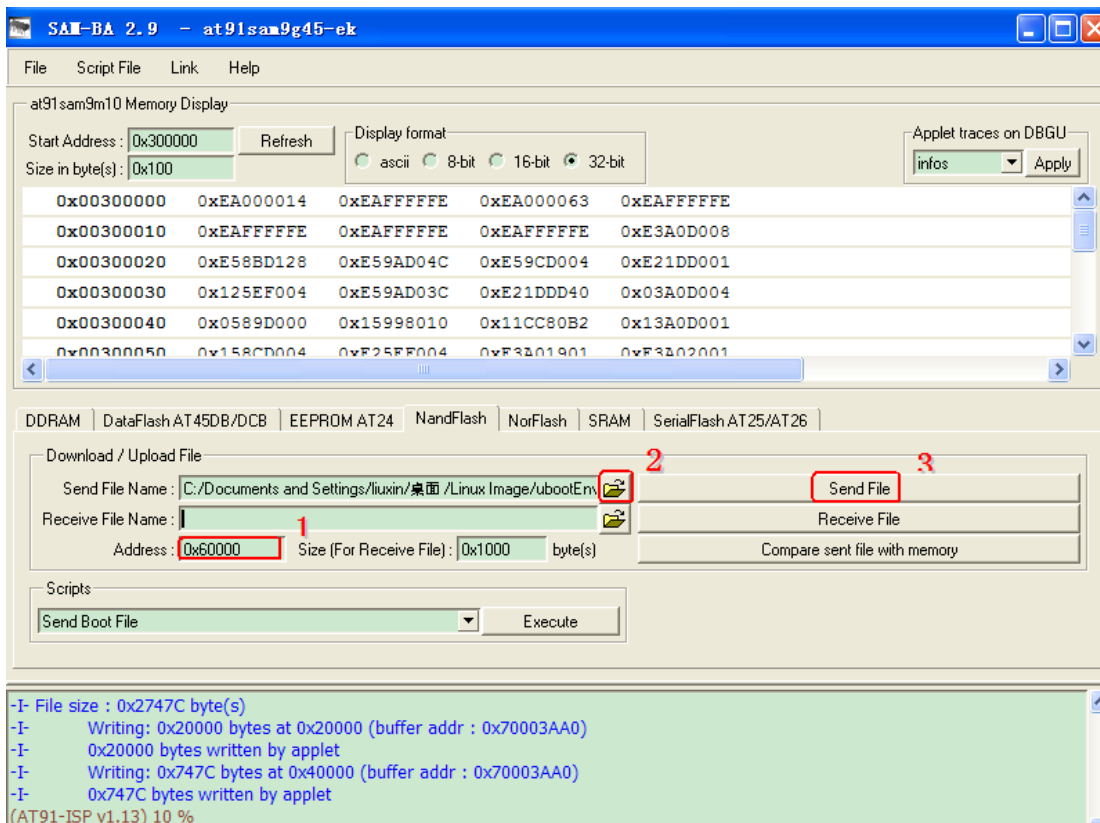 SAM-BA 2.9 - at91sam9g45-ek
File Script File Link Help
at91sam9m10 Memory Display
Start Address : 0x300000 Refresh
Size in byte(s) : 0x100
Display format
ascii 8-bit 16-bit 32-bit
Applet traces on DBGU
infos Apply
0x00300000 0xEA000014 0xEAFFFFFE 0xEA000063 0xEAFFFFFE
0x00300010 0xEAFFFFFE 0xEAFFFFFE 0xEAFFFFFE 0xE3A0D008
0x00300020 0xE58BD128 0xE59AD04C 0xE59CD004 0xE21DD001
0x00300030 0x125EF004 0xE59AD03C 0xE21DDD40 0x03A0D004
0x00300040 0x0589D000 0x15998010 0x11CC80B2 0x13A0D001
0x00300050 0x158CD004 0xE25EF004 0xE3A01901 0xE3A02001
DDRAM DataFlash AT45DB/DCB EEPROM AT24 NandFlash NorFlash SRAM SerialFlash AT25/AT26
Download / Upload File
2
3
Send File Name : C:/Documents and Settings/liuxin/桌面 /Linux Image/ubootEnv Send File
Receive File Name : Receive File
1
Address : 0x60000 Size (For Receive File) : 0x1000 byte(s) Compare sent file with memory
Scripts
Send Boot File Execute
-I- File size : 0x2747C byte(s)
-I- Writing: 0x20000 bytes at 0x20000 (buffer addr : 0x70003AA0)
-I- 0x20000 bytes written by applet
-I- Writing: 0x747C bytes at 0x40000 (buffer addr : 0x70003AA0)
-I- 0x747C bytes written by applet
(AT91-ISP v1.13) 10 %